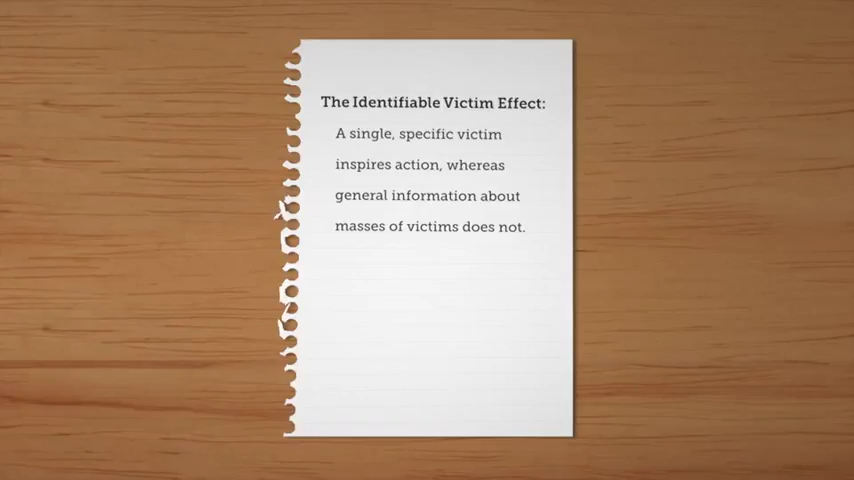 The Identifiable Victim Effect:
A single, specific victim
inspires action, whereas
general information about
masses of victims does not.